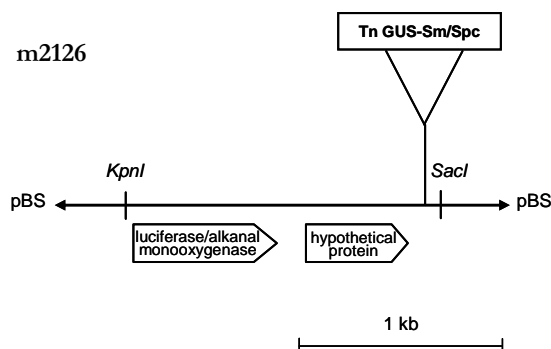 Tn GUS-Sm/Spc
m2126
KpnI
SacI
pBS
pBS
luciferase/alkanal
monooxygenase
hypothetical
protein
1 kb